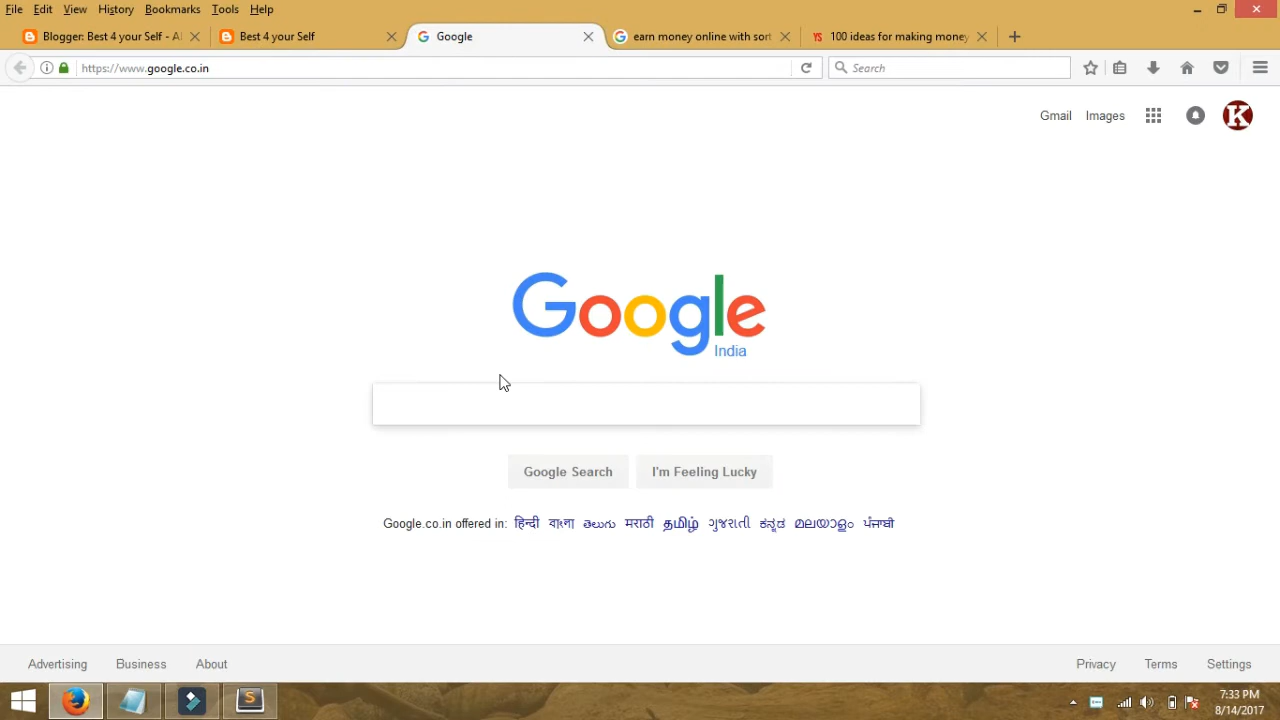 File Edit View History Bookmarks Tools Help
Blogger: Best 4 your Self - Al
Best 4 your Self
Google
earn money online with sort
YS 100 ideas for making money
https://www.google.co.in
Search
Gmail Images K
Google
India
Google Search I'm Feeling Lucky
Google.co.in offered in: हिन्दी বাংলা తెలుగు मराठी தமிழ் ગુજરાતી ಕನ್ನಡ മലയാളം ਪੰਜਾਬੀ
Advertising Business About Privacy Terms Settings
S
7:33 PM
8/14/2017